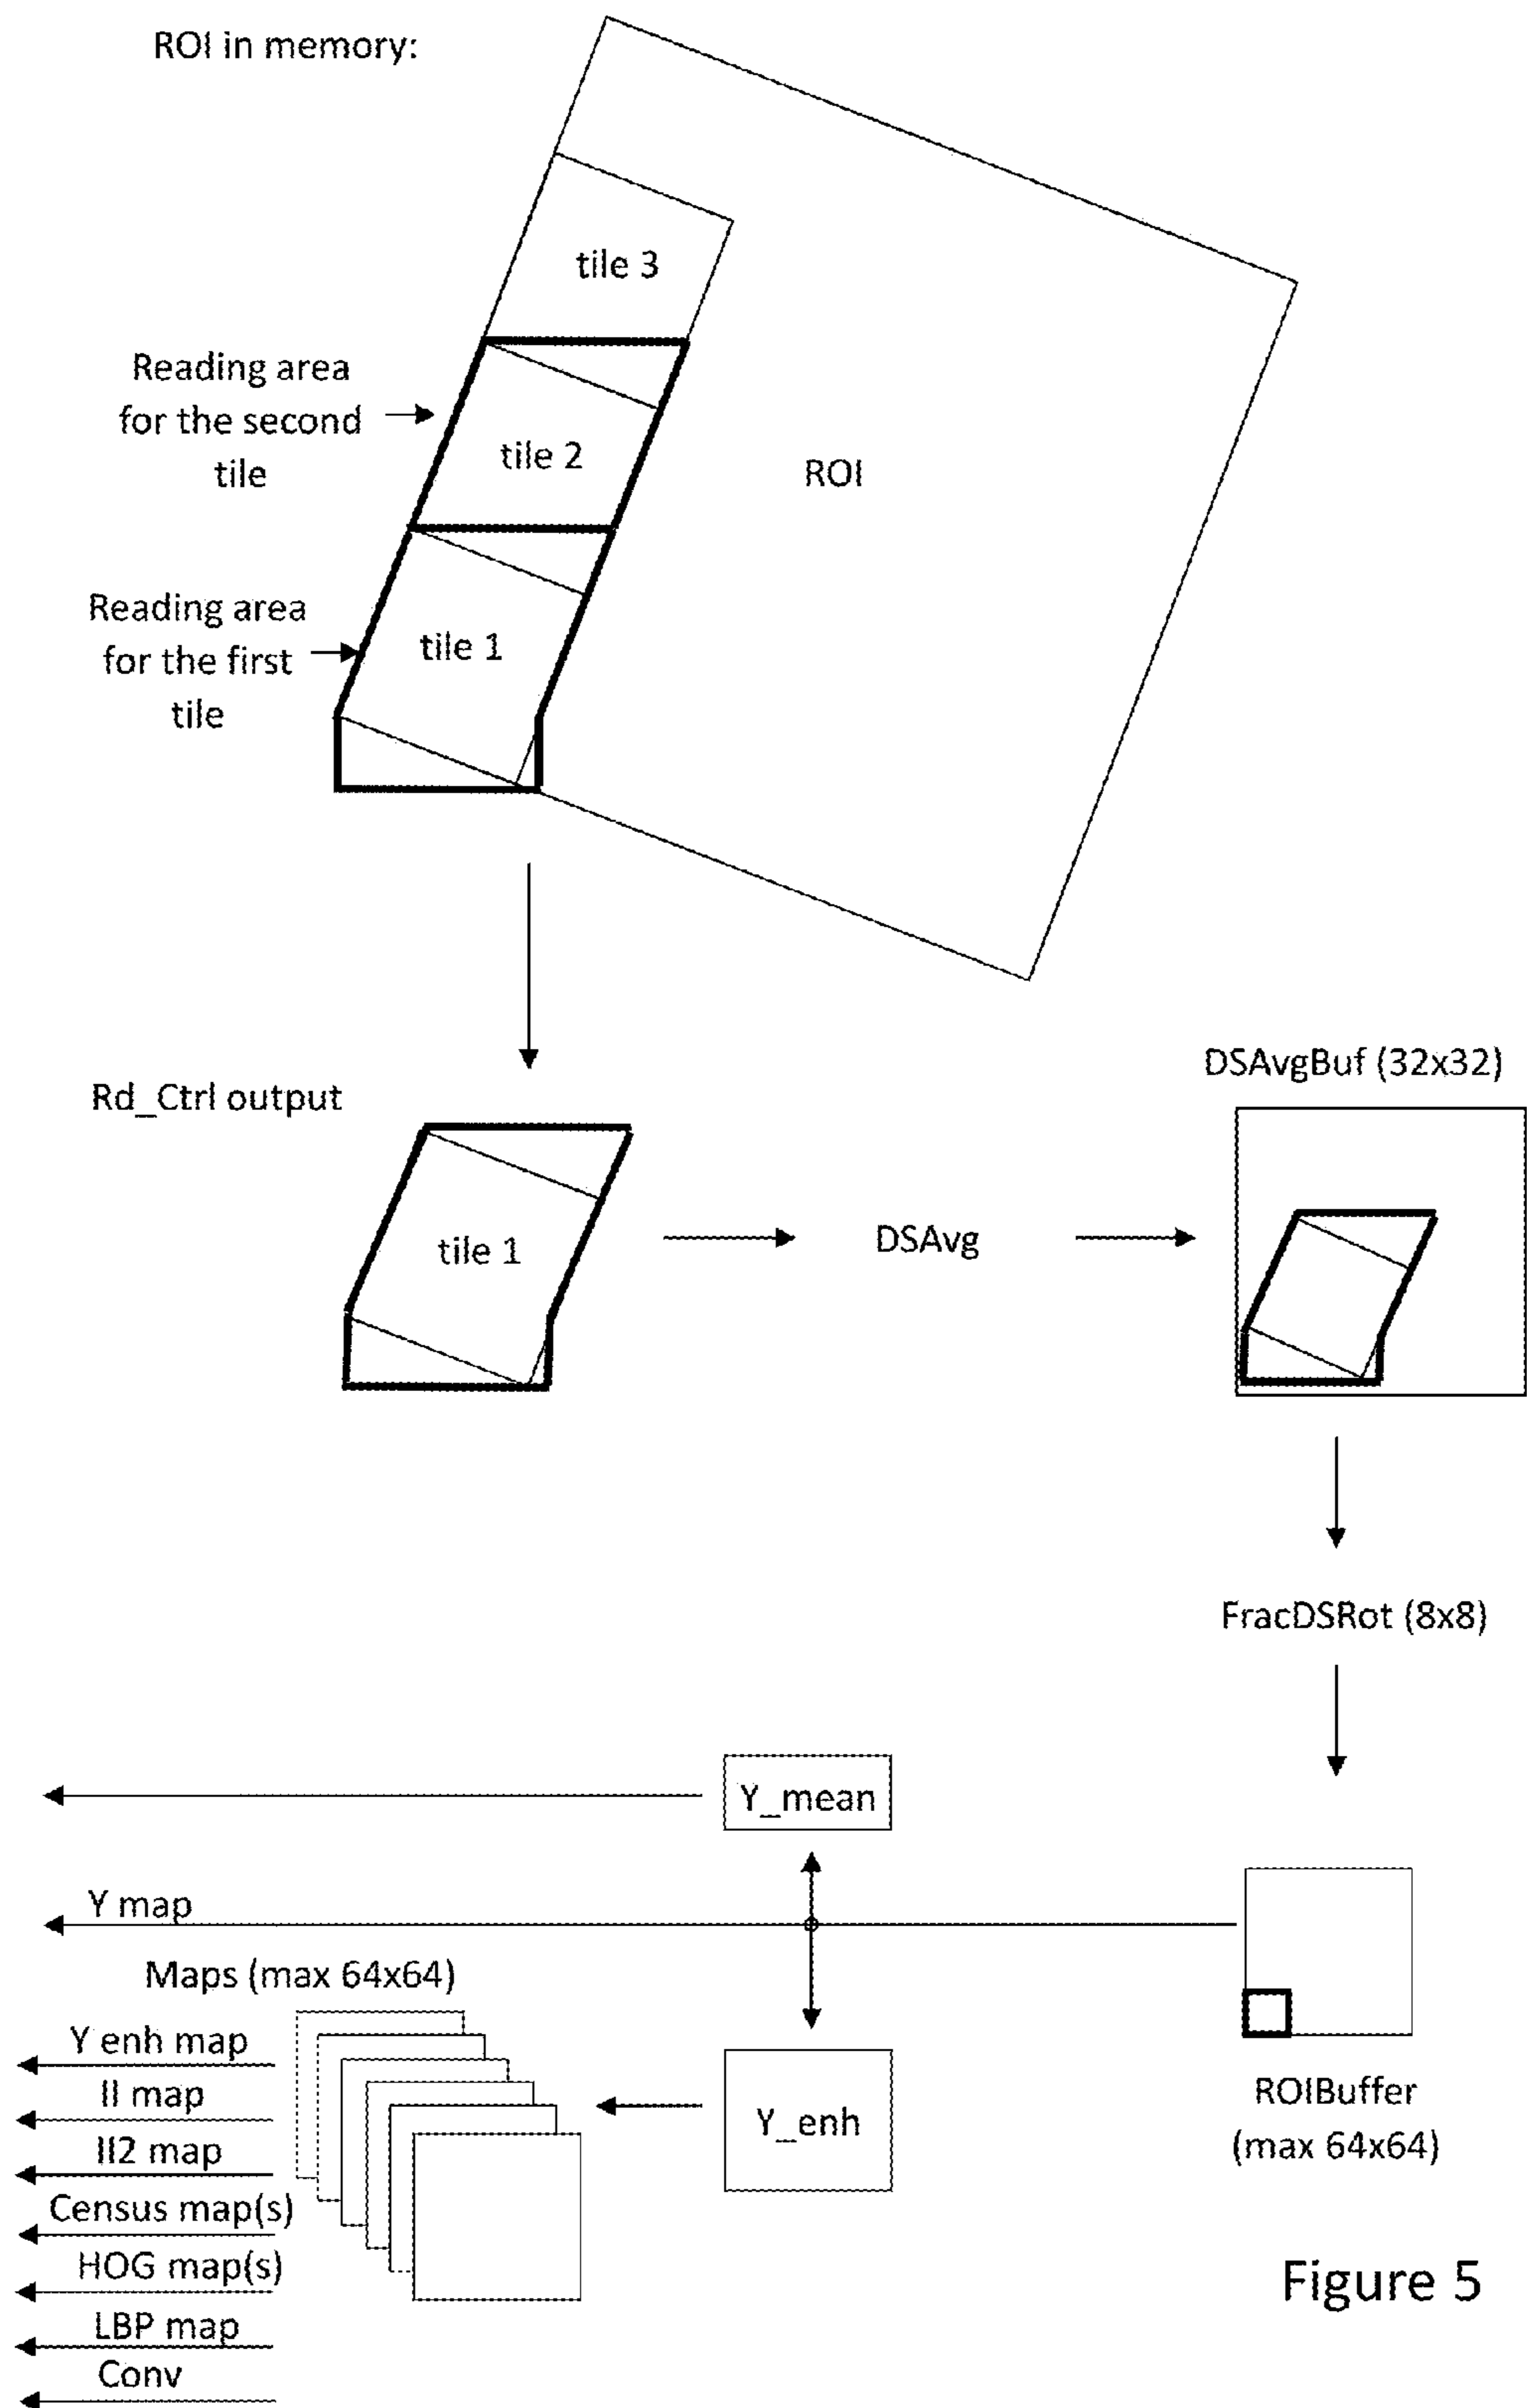 ROI in memory:
tile 3
Reading area
for the second
tile
tile 2
ROI
Reading area
for the first
tile
tile 1
DSAvgBuf (32x32)
Rd_Ctrl output
tile 1
DSAvg
FracDSRot (8x8)
Y_mean
Y map
Maps (max 64x64)
Y enh map
II map
II2 map
Census map(s)
HOG map(s)
LBP map
Conv
Y_enh
ROIBuffer
(max 64x64)
Figure 5